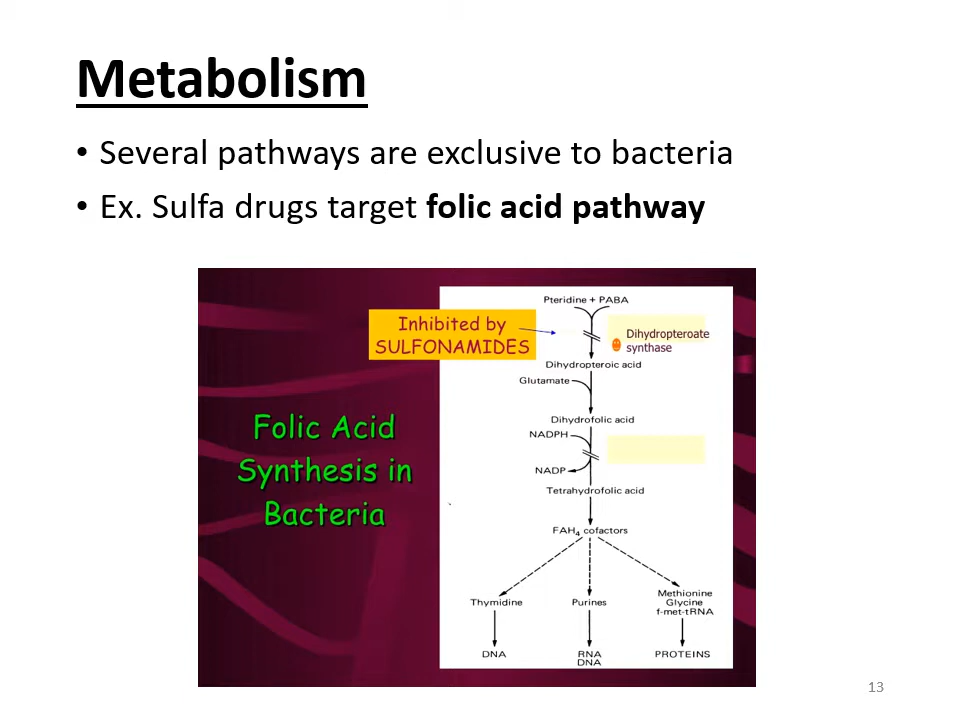 Metabolism
• Several pathways are exclusive to bacteria
• Ex. Sulfa drugs target folic acid pathway
Pteridine + PABA
Inhibited by
SULFONAMIDES
Dihydropteroate
synthase
Dihydropteroic acid
Glutamate
Dihydrofolic acid
NADPH
NADP
Tetrahydrofolic acid
FAH4 cofactors
Folic Acid
Synthesis in
Bacteria
Thymidine
Purines
Methionine
Glycine
f-met-tRNA
DNA
RNA
DNA
PROTEINS
13